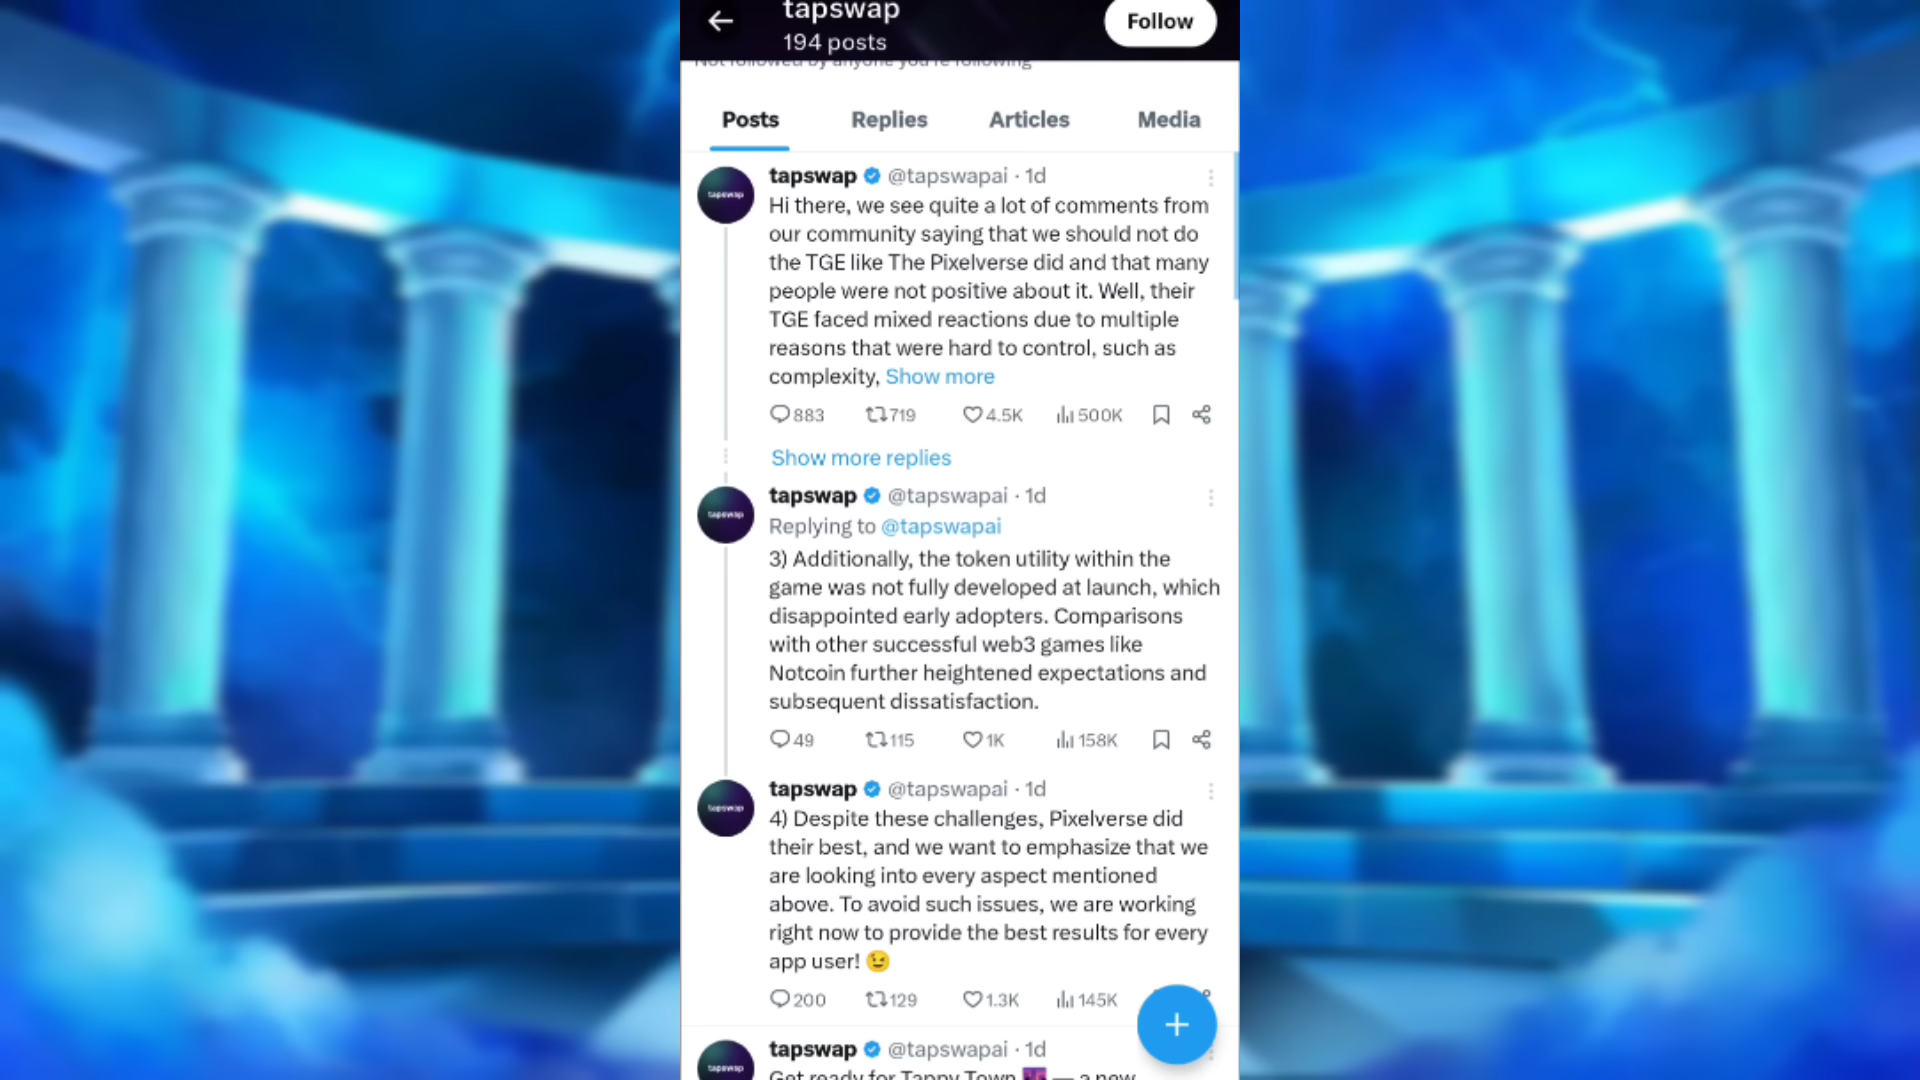 tapswap
194 posts
Follow
Not followed by anyone you're following
Posts
Replies
Articles
Media
tapswap @tapswapai · 1d
Hi there, we see quite a lot of comments from
our community saying that we should not do
the TGE like The Pixelverse did and that many
people were not positive about it. Well, their
TGE faced mixed reactions due to multiple
reasons that were hard to control, such as
complexity, Show more
883 719 4.5K 500K
Show more replies
tapswap
tapswap @tapswapai · 1d
Replying to @tapswapai
3) Additionally, the token utility within the
game was not fully developed at launch, which
disappointed early adopters. Comparisons
with other successful web3 games like
Notcoin further heightened expectations and
subsequent dissatisfaction.
49 115 1K 158K
tapswap
tapswap @tapswapai · 1d
4) Despite these challenges, Pixelverse did
their best, and we want to emphasize that we
are looking into every aspect mentioned
above. To avoid such issues, we are working
right now to provide the best results for every
app user! 😉
200 129 1.3K 145K
tapswap
tapswap @tapswapai · 1d
Get ready for Tappy Town 🌆 — a new
tapswap